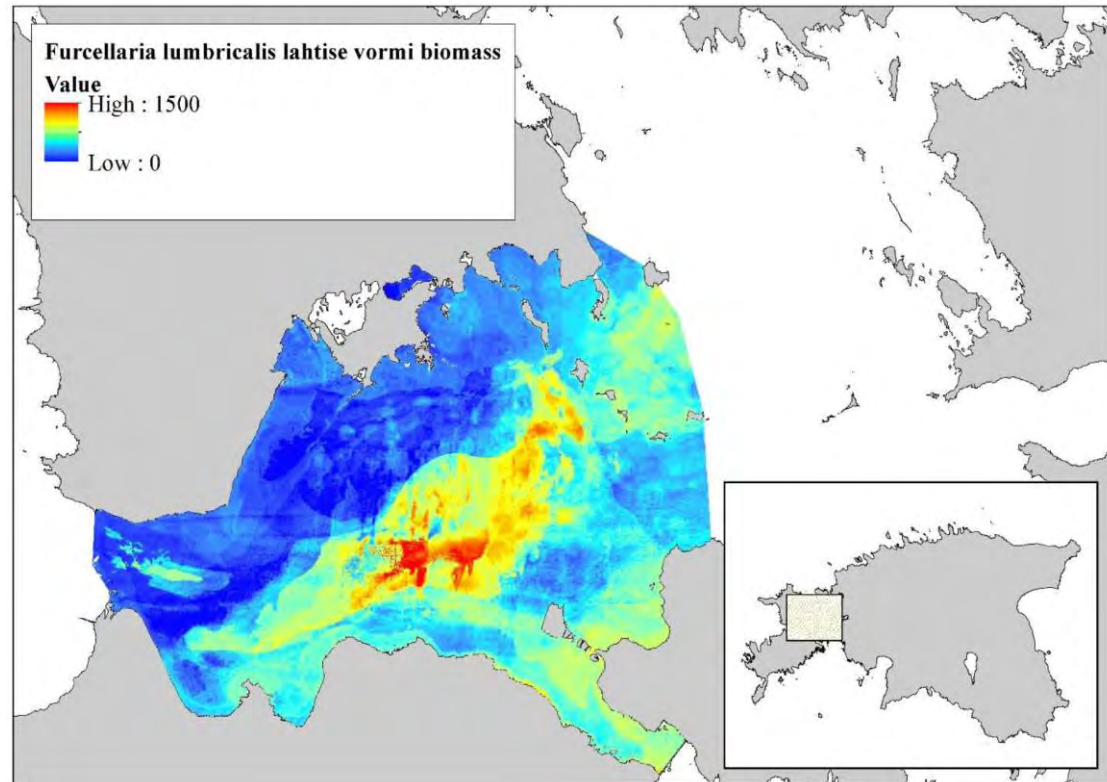 Furcellaria lumbricalis lahtise vormi biomass
Value
High : 1500
Low : 0